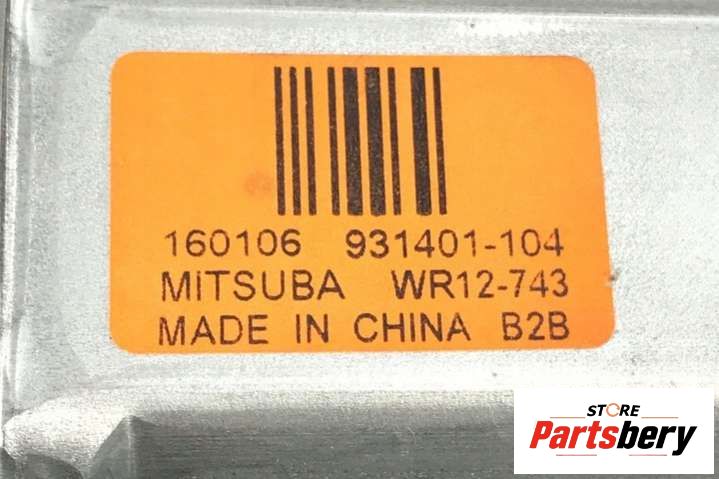 160106 931401-104
MITSUBA WR12-743
MADE IN CHINA B2B
STORE
Partsbery